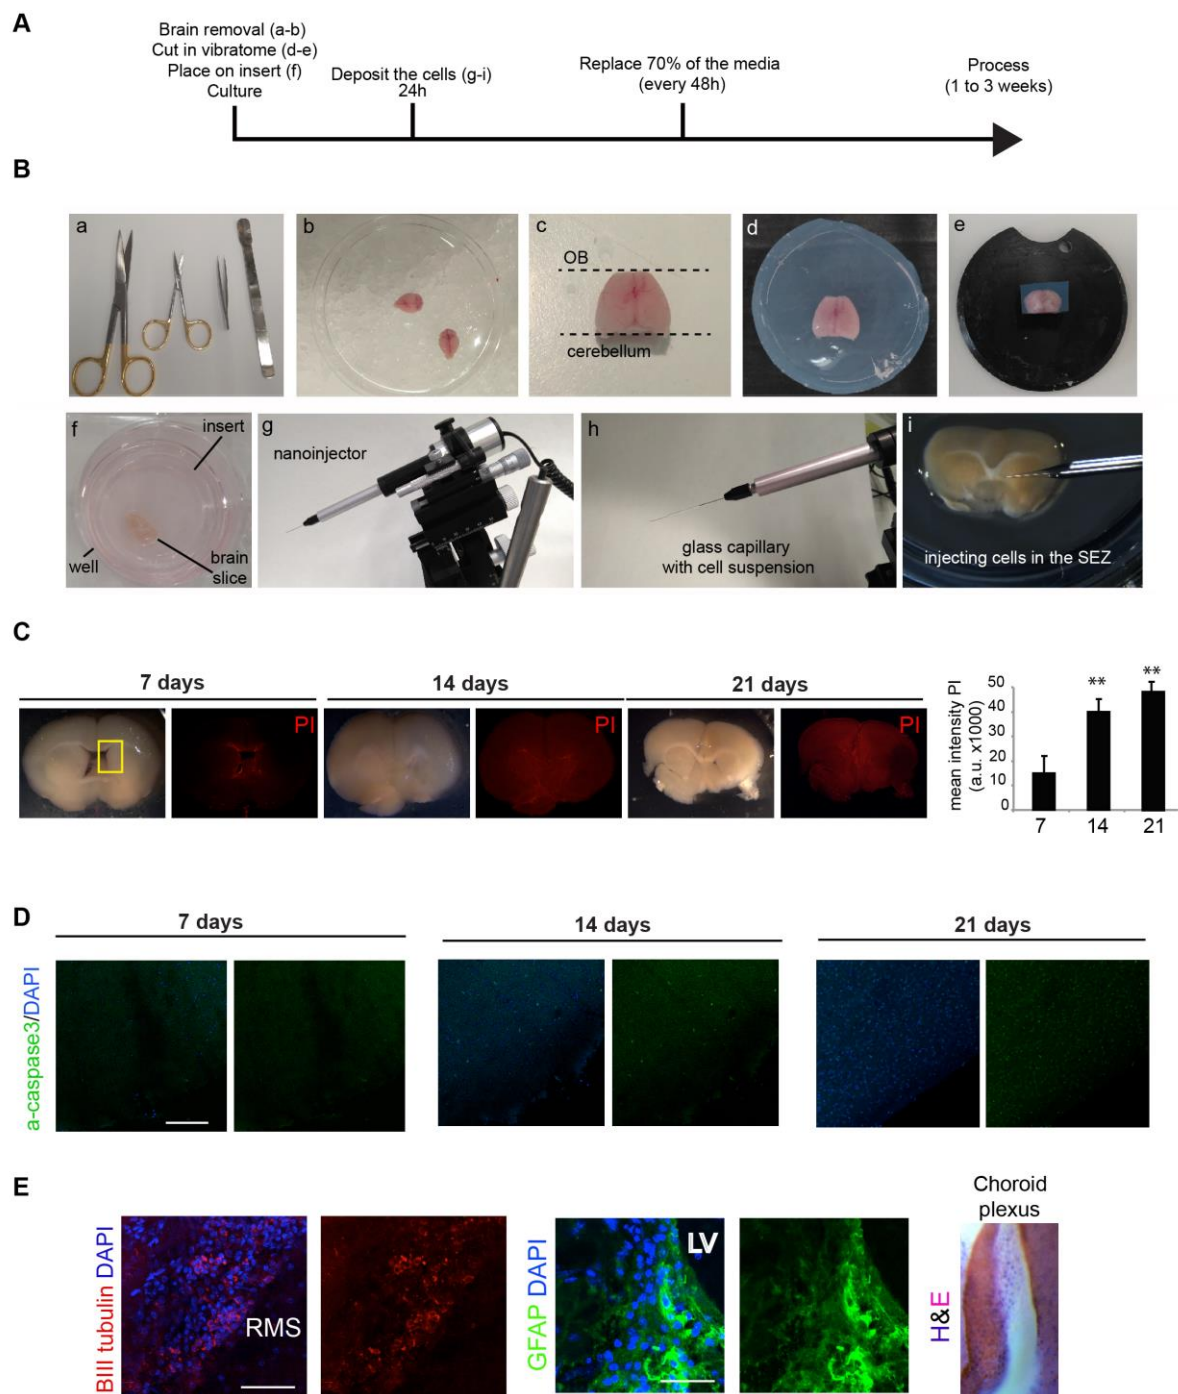 A
Brain removal (a-b)
Cut in vibratome (d-e)
Place on insert (f)
Culture
Deposit the cells (g-i)
24h
Replace 70% of the media
(every 48h)
Process
(1 to 3 weeks)
B
a
b
c
OB
cerebellum
d
e
f
insert
well
brain
slice
g
nanoinjector
h
glass capillary
with cell suspension
i
injecting cells in the SEZ
C
7 days
14 days
21 days
PI
PI
PI
mean intensity PI
(a.u. x1000)
50
40
30
20
10
0
**
**
7
14
21
D
7 days
14 days
21 days
a-caspase3/DAPI
E
BIII tubulin DAPI
RMS
GFAP DAPI
LV
Choroid
plexus
H&E